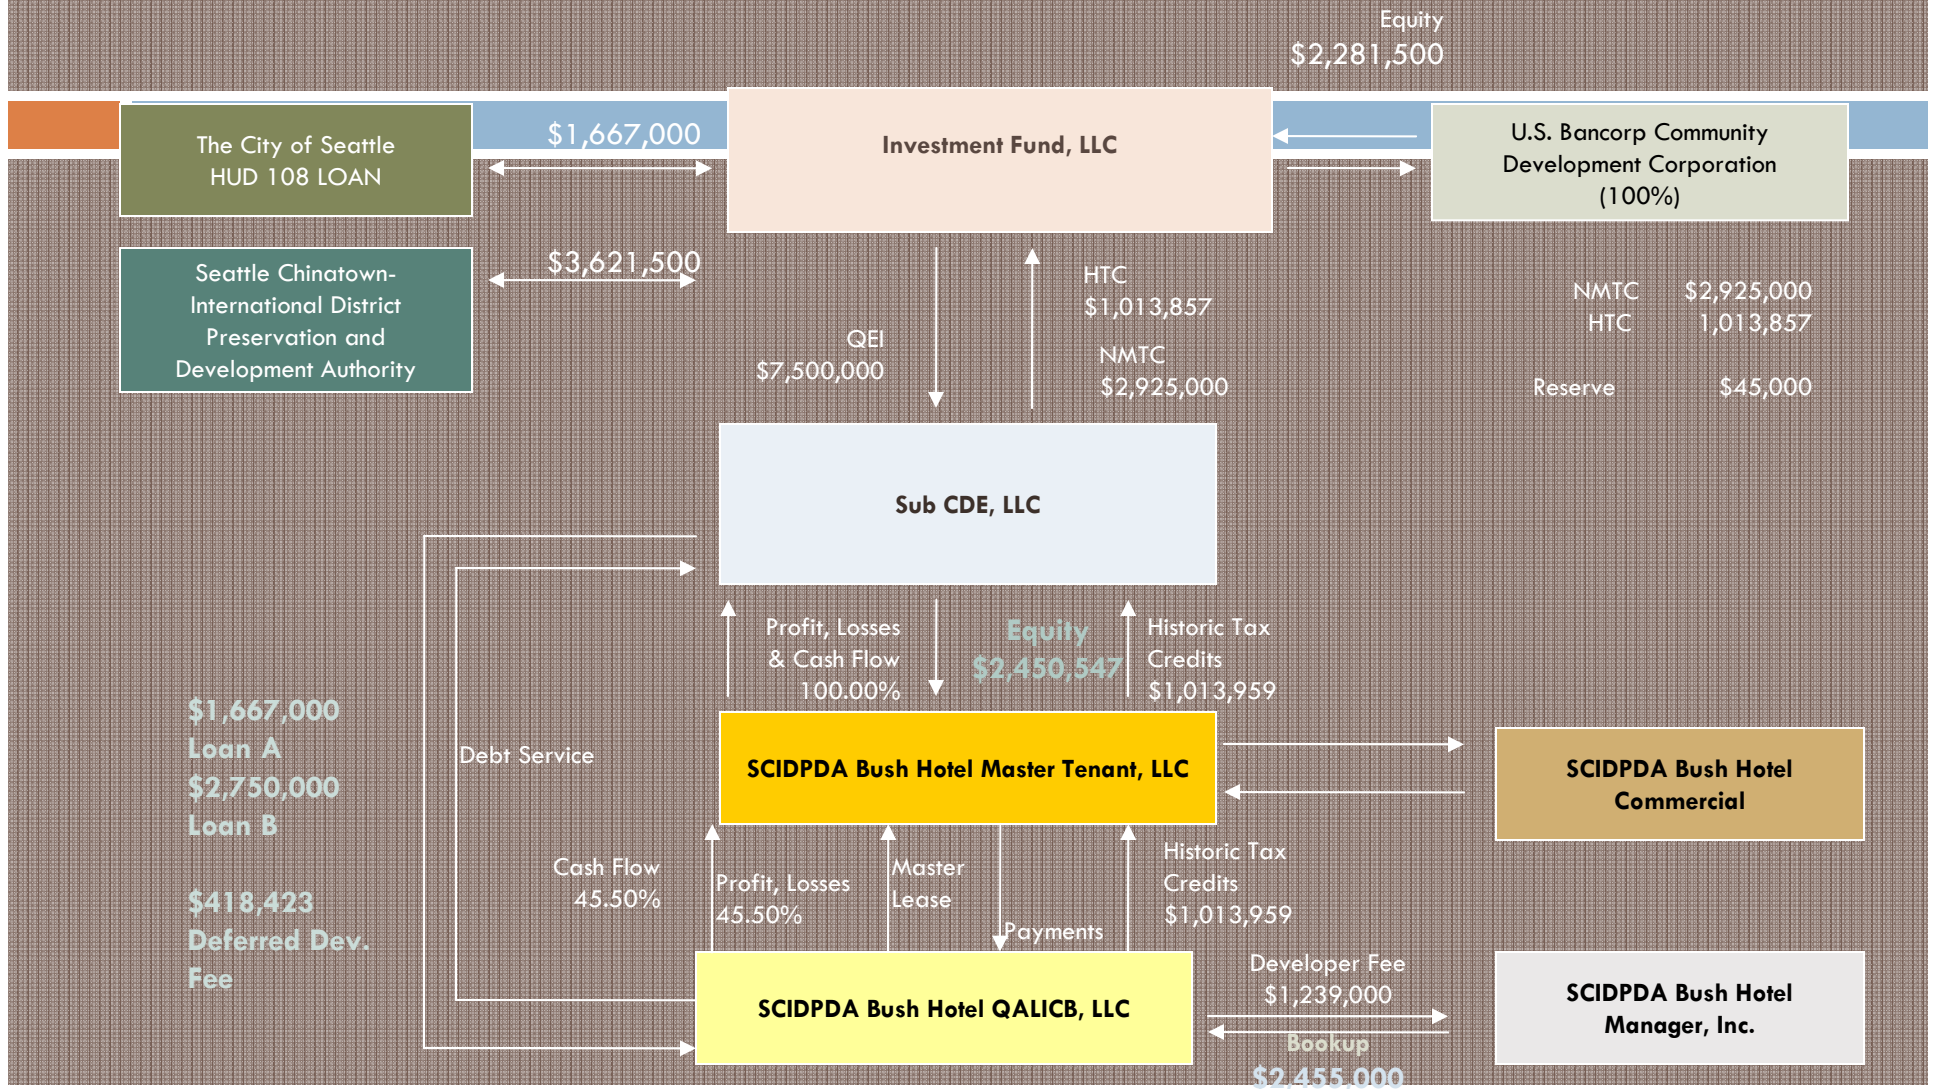 Equity
$2,281,500
The City of Seattle
HUD 108 LOAN
$1,667,000
Investment Fund, LLC
U.S. Bancorp Community
Development Corporation
(100%)
Seattle Chinatown-
International District
Preservation and
Development Authority
$3,621,500
QEI
$7,500,000
HTC
$1,013,857
NMTC
$2,925,000
NMTC $2,925,000
HTC 1,013,857
Reserve $45,000
Sub CDE, LLC
Profit, Losses
& Cash Flow
100.00%
Equity
$2,450,547
Historic Tax
Credits
$1,013,959
$1,667,000
Loan A
$2,750,000
Loan B
$418,423
Deferred Dev.
Fee
Debt Service
SCIDPDA Bush Hotel Master Tenant, LLC
SCIDPDA Bush Hotel
Commercial
Cash Flow
45.50%
Profit, Losses
45.50%
Master
Lease
Payments
Historic Tax
Credits
$1,013,959
SCIDPDA Bush Hotel QALICB, LLC
Developer Fee
$1,239,000
Bookup
$2,455,000
SCIDPDA Bush Hotel
Manager, Inc.